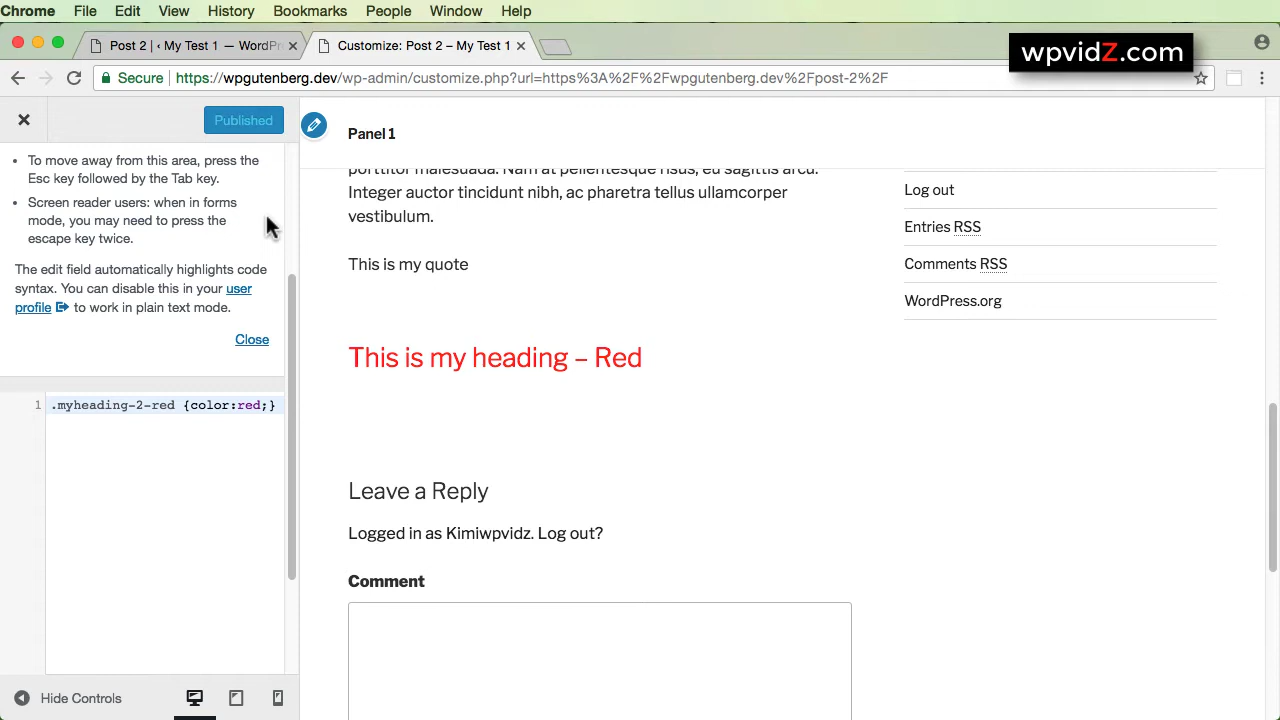 Chrome File Edit View History Bookmarks People Window Help
Post 2 | ‹ My Test 1 — WordPr
Customize: Post 2 – My Test 1
wpvidZ.com
Secure https://wpgutenberg.dev/wp-admin/customize.php?url=https%3A%2F%2Fwpgutenberg.dev%2Fpost-2%2F
Published
To move away from this area, press the
Esc key followed by the Tab key.
Screen reader users: when in forms
mode, you may need to press the
escape key twice.
The edit field automatically highlights code
syntax. You can disable this in your user
profile to work in plain text mode.
Close
1 .myheading-2-red {color:red;}
Hide Controls
Panel 1
porttitor malesuada. Nam at pellentesque risus, eu sagittis arcu.
Integer auctor tincidunt nibh, ac pharetra tellus ullamcorper
vestibulum.
This is my quote
This is my heading – Red
Leave a Reply
Logged in as Kimiwpvidz. Log out?
Comment
Log out
Entries RSS
Comments RSS
WordPress.org